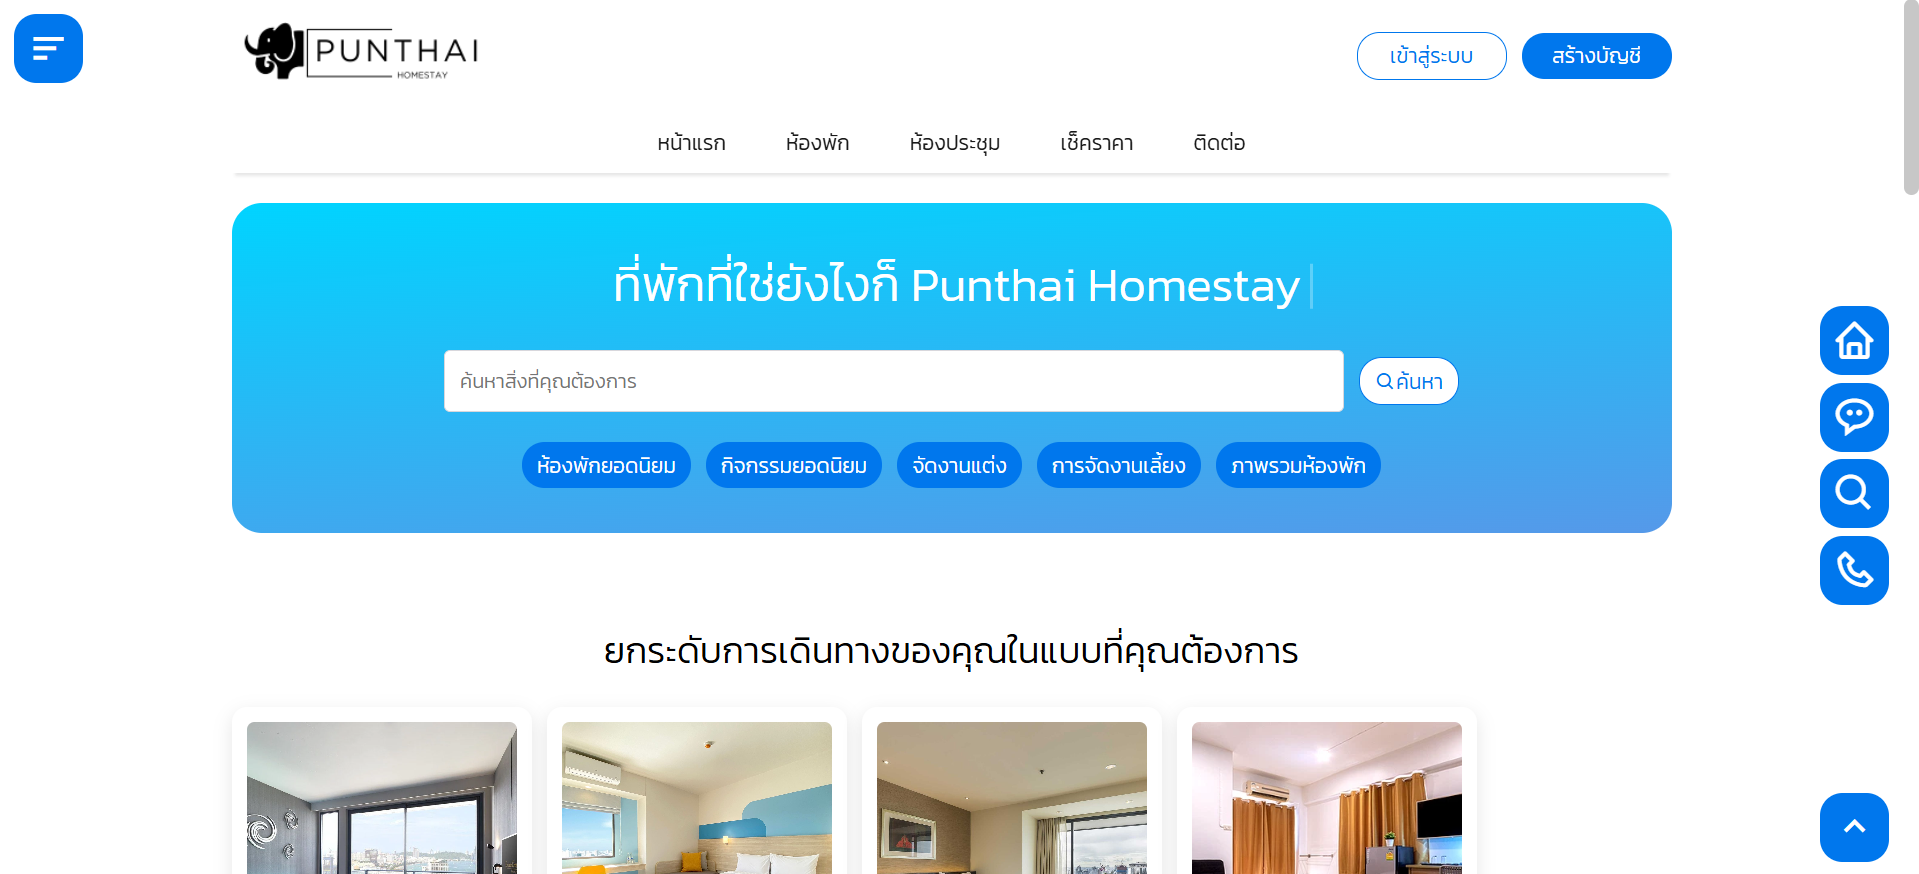 PUNTHAI
HOMESTAY
เข้าสู่ระบบ
สร้างบัญชี
หน้าแรก
ห้องพัก
ห้องประชุม
เช็คราคา
ติดต่อ
ที่พักที่ใช่ยังไงก็ Punthai Homestay
ค้นหาสิ่งที่คุณต้องการ
ค้นหา
ห้องพักยอดนิยม
กิจกรรมยอดนิยม
จัดงานแต่ง
การจัดงานเลี้ยง
ภาพรวมห้องพัก
ยกระดับการเดินทางของคุณในแบบที่คุณต้องการ